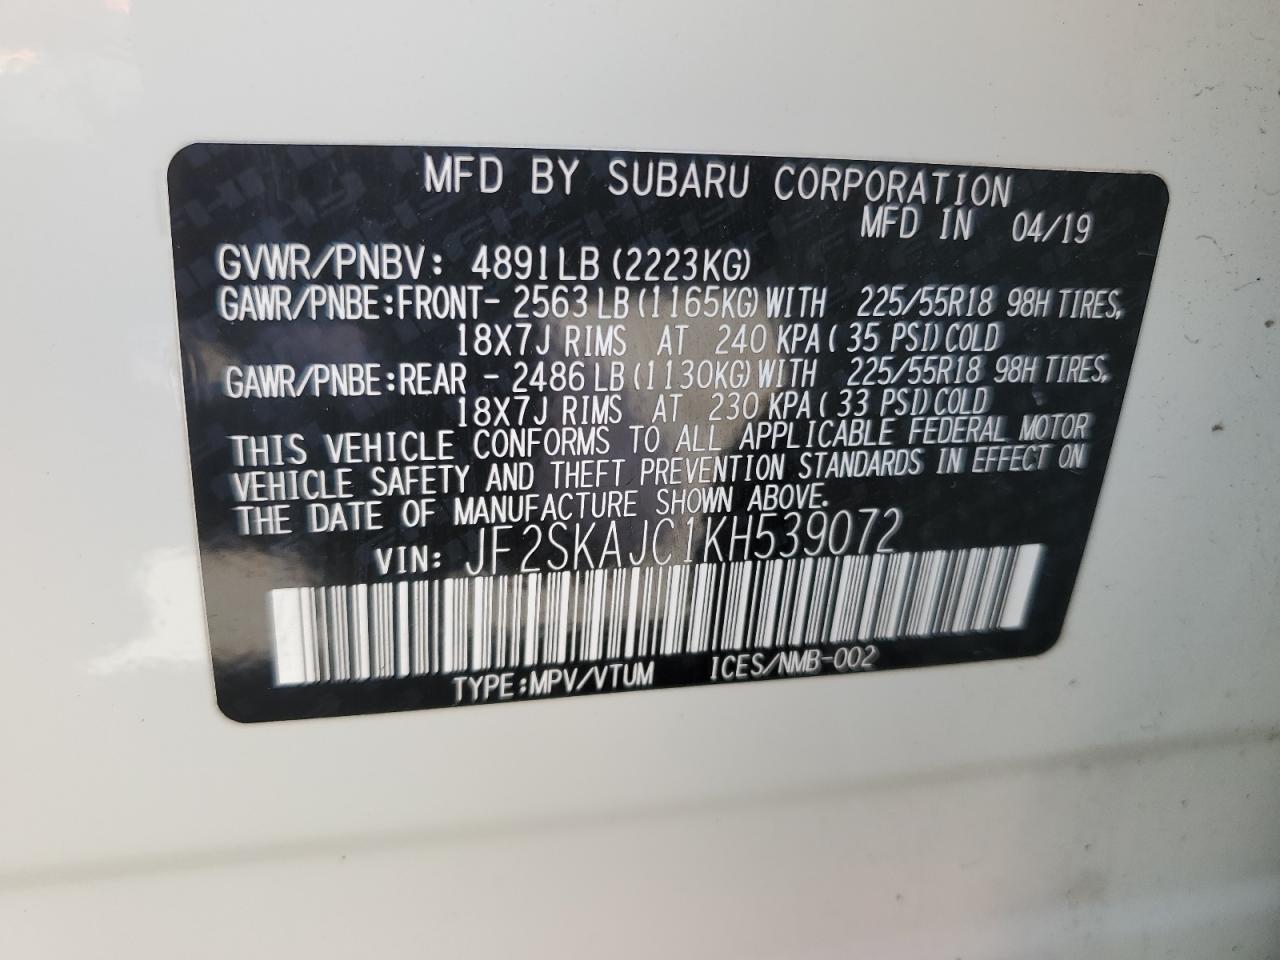 MFD BY SUBARU CORPORATION
MFD IN 04/19
GVWR/PNBV: 4891LB (2223KG)
GAWR/PNBE:FRONT- 2563LB (1165KG) WITH 225/55R18 98H TIRES,
18X7J RIMS AT 240 KPA ( 35 PSI) COLD
GAWR/PNBE:REAR - 2486LB (1130KG) WITH 225/55R18 98H TIRES,
18X7J RIMS AT 230 KPA ( 33 PSI) COLD
THIS VEHICLE CONFORMS TO ALL APPLICABLE FEDERAL MOTOR
VEHICLE SAFETY AND THEFT PREVENTION STANDARDS IN EFFECT ON
THE DATE OF MANUFACTURE SHOWN ABOVE.
VIN: JF2SKAJC1KH539072
TYPE:MPV/VTUM ICES/NMB-002